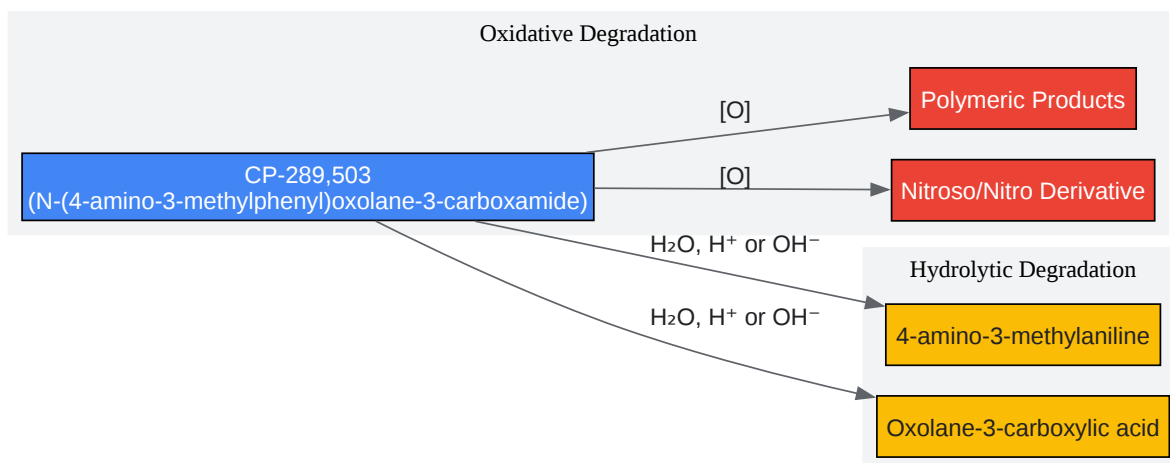 Oxidative Degradation
[O]
Polymeric Products
CP-289,503
(N-(4-amino-3-methylphenyl)oxolane-3-carboxamide)
[O]
Nitroso/Nitro Derivative
H₂O, H⁺ or OH⁻
Hydrolytic Degradation
H₂O, H⁺ or OH⁻
4-amino-3-methylaniline
Oxolane-3-carboxylic acid